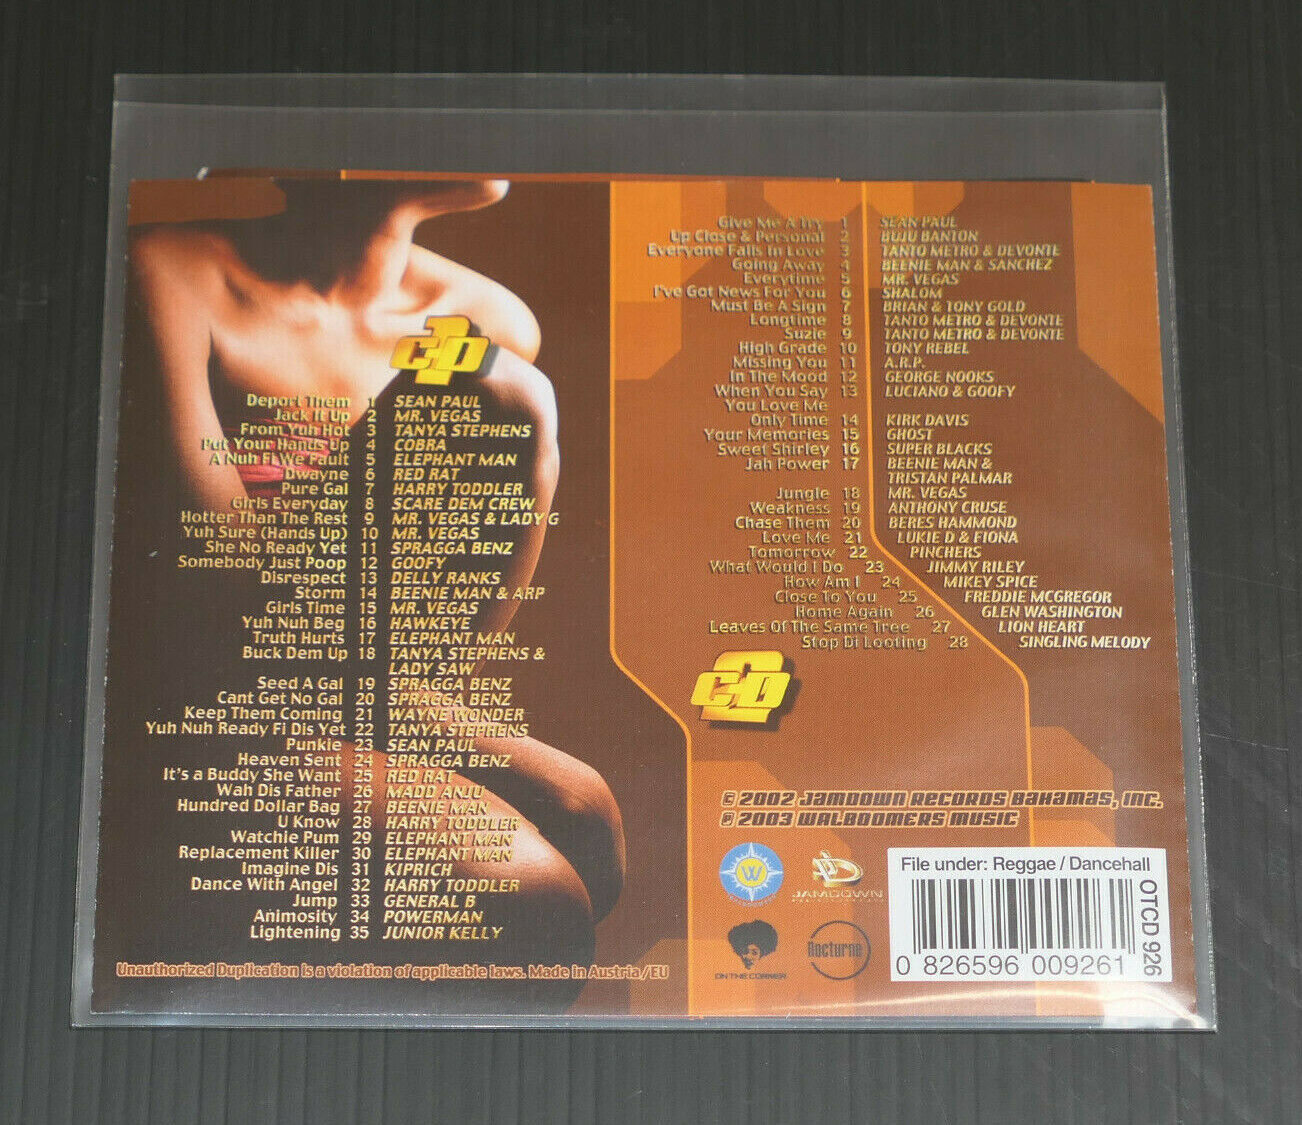 CD 1
Deport Them 1 SEAN PAUL
Jack It Up 2 MR. VEGAS
From Yuh Hot 3 TANYA STEPHENS
Put Your Hands Up 4 COBRA
A Nuh Fi We Fault 5 ELEPHANT MAN
Dwayne 6 RED RAT
Pure Gal 7 HARRY TODDLER
Girls Everyday 8 SCARE DEM CREW
Hotter Than The Rest 9 MR. VEGAS & LADY G
Yuh Sure (Hands Up) 10 MR. VEGAS
She No Ready Yet 11 SPRAGGA BENZ
Somebody Just Poop 12 GOOFY
Disrespect 13 DELLY RANKS
Storm 14 BEENIE MAN & ARP
Girls Time 15 MR. VEGAS
Yuh Nuh Beg 16 HAWKEYE
Truth Hurts 17 ELEPHANT MAN
Buck Dem Up 18 TANYA STEPHENS &
LADY SAW
Seed A Gal 19 SPRAGGA BENZ
Cant Get No Gal 20 SPRAGGA BENZ
Keep Them Coming 21 WAYNE WONDER
Yuh Nuh Ready Fi Dis Yet 22 TANYA STEPHENS
Punkie 23 SEAN PAUL
Heaven Sent 24 SPRAGGA BENZ
It's a Buddy She Want 25 RED RAT
Wah Dis Father 26 MADD ANJU
Hundred Dollar Bag 27 BEENIE MAN
U Know 28 HARRY TODDLER
Watchie Pum 29 ELEPHANT MAN
Replacement Killer 30 ELEPHANT MAN
Imagine Dis 31 KIPRICH
Dance With Angel 32 HARRY TODDLER
Jump 33 GENERAL B
Animosity 34 POWERMAN
Lightening 35 JUNIOR KELLY
Unauthorized Duplication is a violation of applicable laws. Made in Austria/EU
Give Me A Try 1 SEAN PAUL
Up Close & Personal 2 BUJU BANTON
Everyone Falls In Love 3 TANTO METRO & DEVONTE
Going Away 4 BEENIE MAN & SANCHEZ
Everytime 5 MR. VEGAS
I've Got News For You 6 SHALOM
Must Be A Sign 7 BRIAN & TONY GOLD
Longtime 8 TANTO METRO & DEVONTE
Suzie 9 TANTO METRO & DEVONTE
High Grade 10 TONY REBEL
Missing You 11 A.R.P.
In The Mood 12 GEORGE NOOKS
When You Say 13 LUCIANO & GOOFY
You Love Me
Only Time 14 KIRK DAVIS
Your Memories 15 GHOST
Sweet Shirley 16 SUPER BLACKS
Jah Power 17 BEENIE MAN &
TRISTAN PALMAR
Jungle 18 MR. VEGAS
Weakness 19 ANTHONY CRUSE
Chase Them 20 BERES HAMMOND
Love Me 21 LUKIE D & FIONA
Tomorrow 22 PINCHERS
What Would I Do 23 JIMMY RILEY
How Am I 24 MIKEY SPICE
Close To You 25 FREDDIE MCGREGOR
Home Again 26 GLEN WASHINGTON
Leaves Of The Same Tree 27 LION HEART
Stop Di Looting 28 SINGLING MELODY
CD 2
© 2002 JAMDOWN RECORDS BAHAMAS, INC.
℗ 2003 WALBOOMERS MUSIC
W
JD
JAMDOWN
ON THE CORNER
Nocturne
File under: Reggae / Dancehall
0 826596 009261
OTCD 926